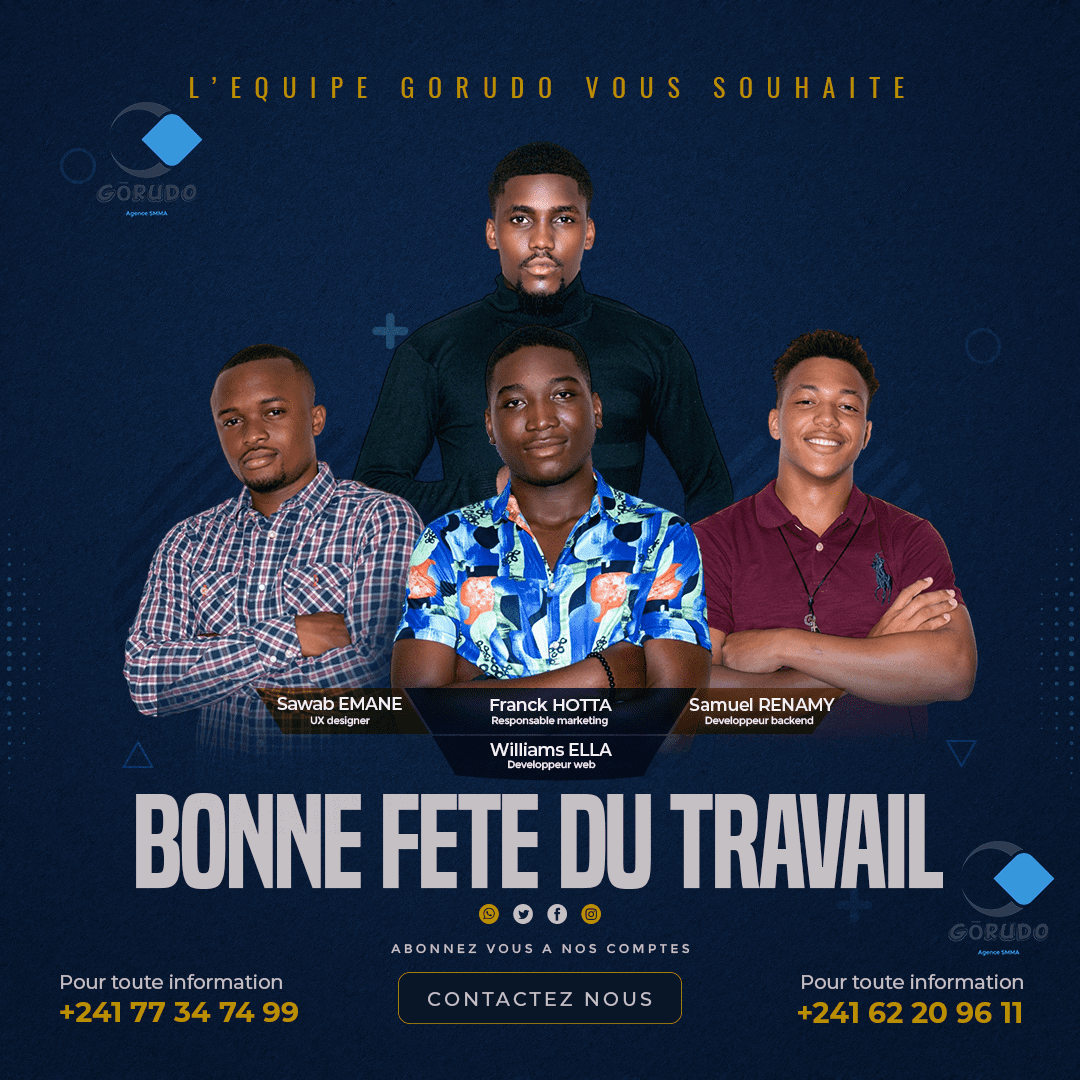 L'EQUIPE GORUDO VOUS SOUHAITE
GŌRUDO
Agence SMMA
Sawab EMANE
UX designer
Franck HOTTA
Responsable marketing
Samuel RENAMY
Developpeur backend
Williams ELLA
Developpeur web
BONNE FETE DU TRAVAIL
GŌRUDO
Agence SMMA
ABONNEZ VOUS A NOS COMPTES
Pour toute information
+241 77 34 74 99
CONTACTEZ NOUS
Pour toute information
+241 62 20 96 11